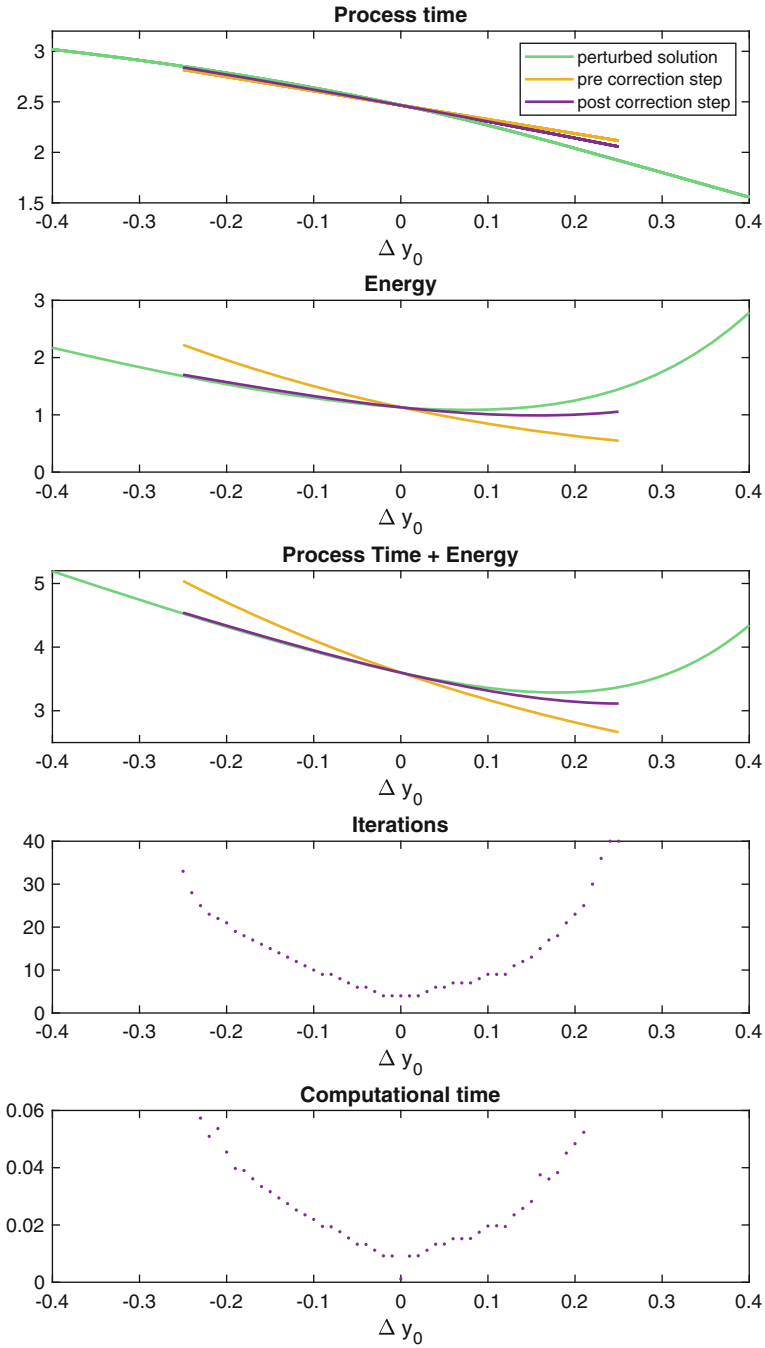 Process time
3
2.5
2
1.5
perturbed solution
pre correction step
post correction step
-0.4 -0.3 -0.2 -0.1 0 0.1 0.2 0.3 0.4
Δ y0
Energy
3
2
1
0
-0.4 -0.3 -0.2 -0.1 0 0.1 0.2 0.3 0.4
Δ y0
Process Time + Energy
5
4
3
-0.4 -0.3 -0.2 -0.1 0 0.1 0.2 0.3 0.4
Δ y0
Iterations
40
30
20
10
0
-0.4 -0.3 -0.2 -0.1 0 0.1 0.2 0.3 0.4
Δ y0
Computational time
0.06
0.04
0.02
0
-0.4 -0.3 -0.2 -0.1 0 0.1 0.2 0.3 0.4
Δ y0